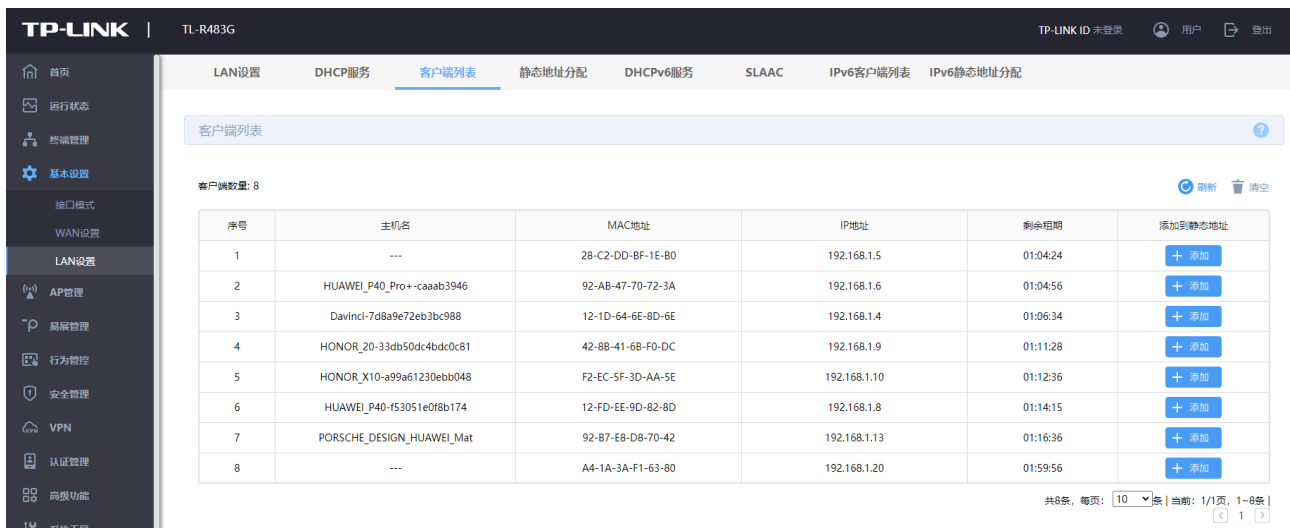 TP-LINK | TL-R483G TP-LINK ID 未登录 用户 登出
首页
运行状态
终端管理
基本设置
接口模式
WAN设置
LAN设置
AP管理
易展管理
行为管控
安全管理
VPN
认证管理
高级功能
LAN设置 DHCP服务 客户端列表 静态地址分配 DHCPv6服务 SLAAC IPv6客户端列表 IPv6静态地址分配
客户端列表 ?
客户端数量: 8 刷新 清空
序号 主机名 MAC地址 IP地址 剩余租期 添加到静态地址
1 --- 28-C2-DD-BF-1E-B0 192.168.1.5 01:04:24 + 添加
2 HUAWEI_P40_Pro+-caaab3946 92-AB-47-70-72-3A 192.168.1.6 01:04:56 + 添加
3 Davinci-7d8a9e72eb3bc988 12-1D-64-6E-8D-6E 192.168.1.4 01:06:34 + 添加
4 HONOR_20-33db50dc4bdc0c81 42-8B-41-6B-F0-DC 192.168.1.9 01:11:28 + 添加
5 HONOR_X10-a99a61230ebb048 F2-EC-5F-3D-AA-5E 192.168.1.10 01:12:36 + 添加
6 HUAWEI_P40-f53051e0f8b174 12-FD-EE-9D-82-8D 192.168.1.8 01:14:15 + 添加
7 PORSCHE_DESIGN_HUAWEI_Mat 92-B7-E8-D8-70-42 192.168.1.13 01:16:36 + 添加
8 --- A4-1A-3A-F1-63-80 192.168.1.20 01:59:56 + 添加
共8条，每页: 10 条 | 当前: 1/1页，1~8条 |
< 1 >